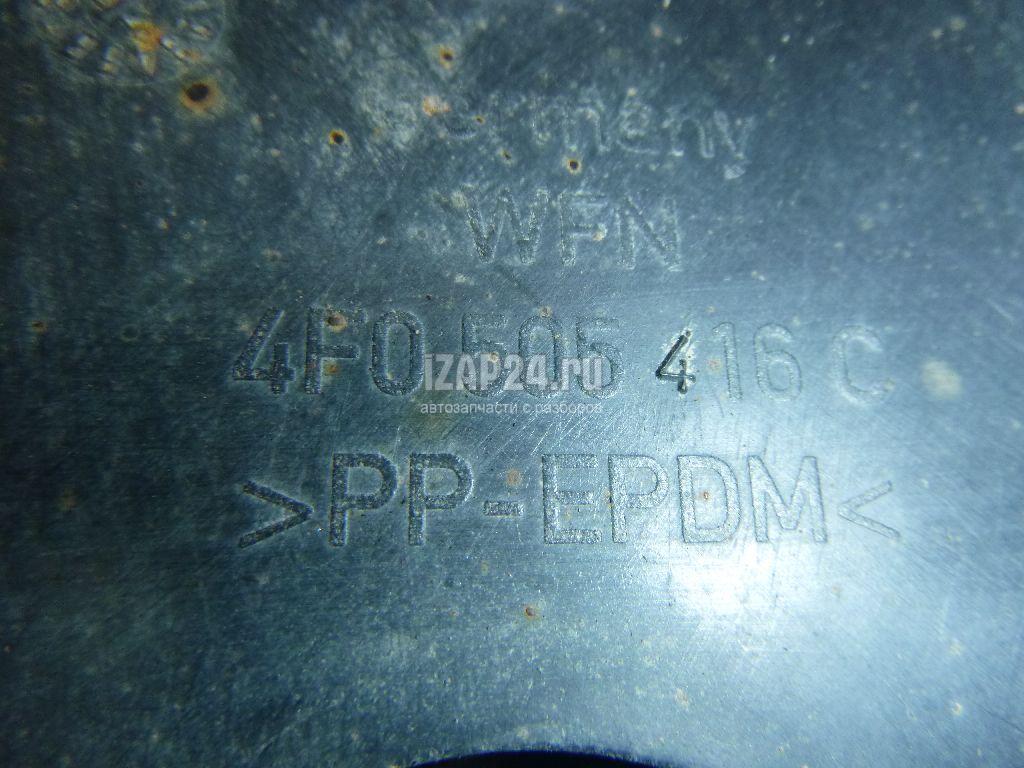 WFN
4F0 505 416 C
iZAP24.ru
автозапчасти с разборов
>PP-EPDM<